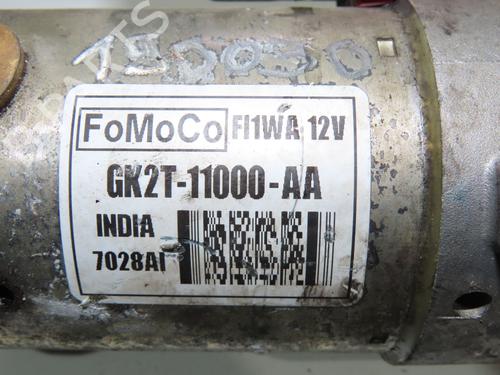 FoMoCo FI1WA 12V
GK2T-11000-AA
INDIA
7028AI